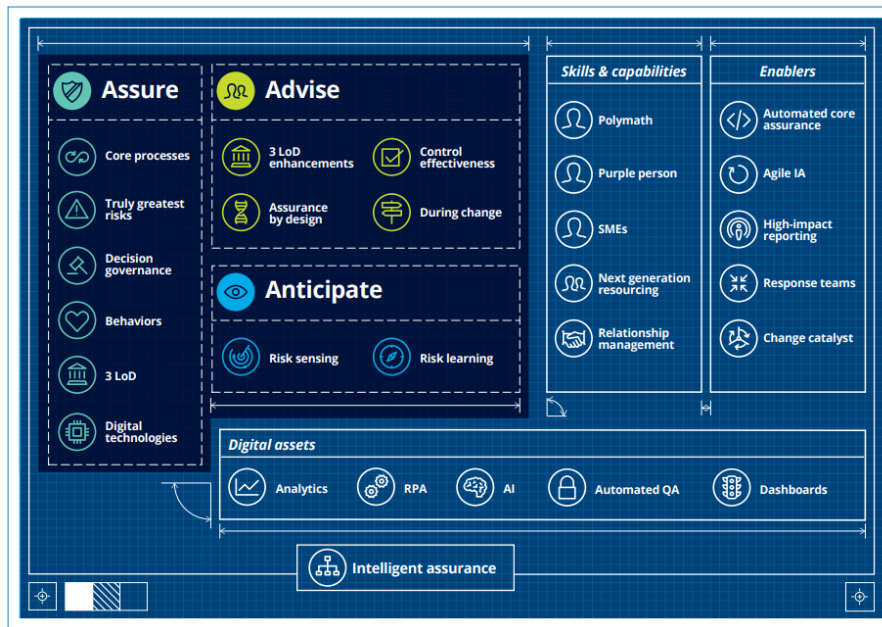 Assure
Core processes
Truly greatest
risks
Decision
governance
Behaviors
3 LoD
Digital
technologies
Advise
3 LoD
enhancements
Control
effectiveness
Assurance
by design
During change
Anticipate
Risk sensing
Risk learning
Skills & capabilities
Polymath
Purple person
SMEs
Next generation
resourcing
Relationship
management
Enablers
Automated core
assurance
Agile IA
High-impact
reporting
Response teams
Change catalyst
Digital assets
Analytics
RPA
AI
Automated QA
Dashboards
Intelligent assurance